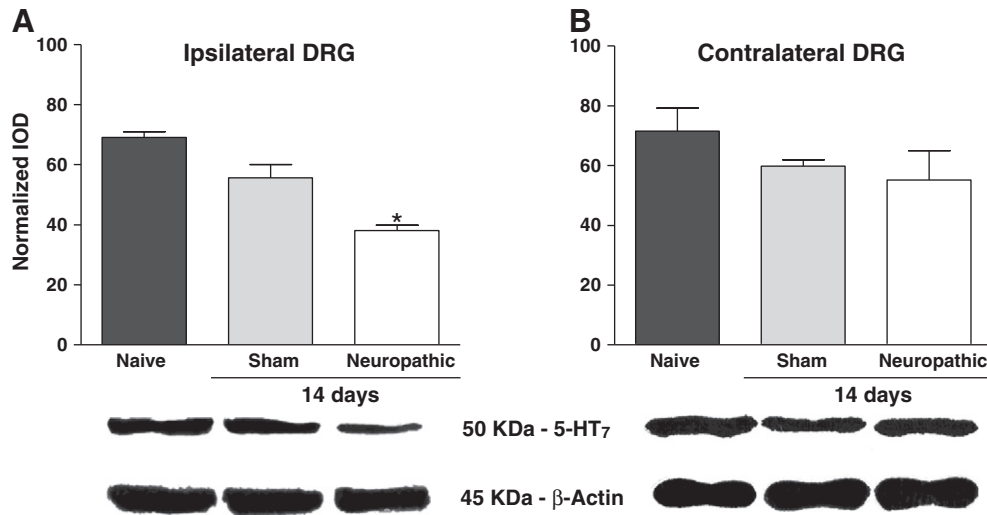 A
Ipsilateral DRG
Normalized IOD
100
80
60
40
20
0
*
Naive
Sham
Neuropathic
14 days
B
Contralateral DRG
100
80
60
40
20
0
Naive
Sham
Neuropathic
14 days
50 KDa - 5-HT₇
45 KDa - β-Actin